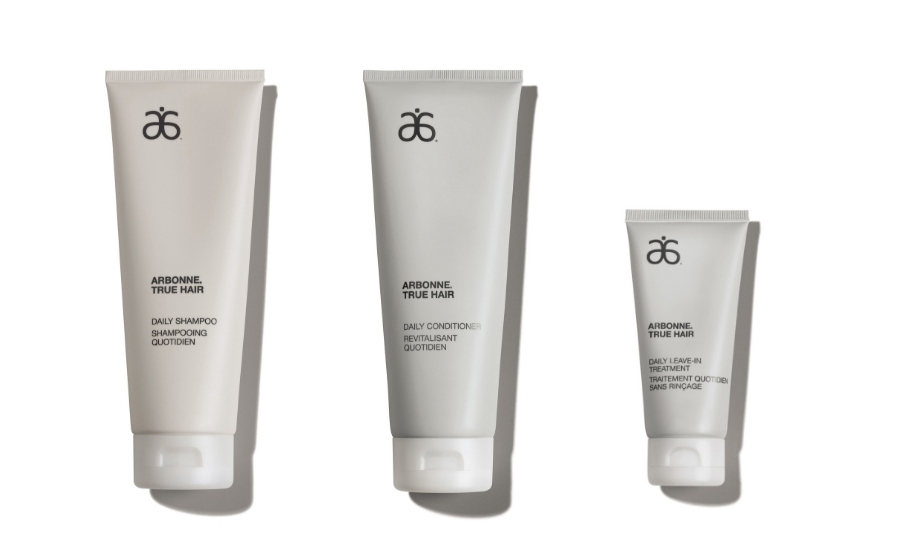 ARBONNE.
TRUE HAIR
DAILY SHAMPOO
SHAMPOOING
QUOTIDIEN
ARBONNE.
TRUE HAIR
DAILY CONDITIONER
REVITALISANT
QUOTIDIEN
ARBONNE.
TRUE HAIR
DAILY LEAVE-IN
TREATMENT
TRAITEMENT QUOTIDIEN
SANS RINÇAGE